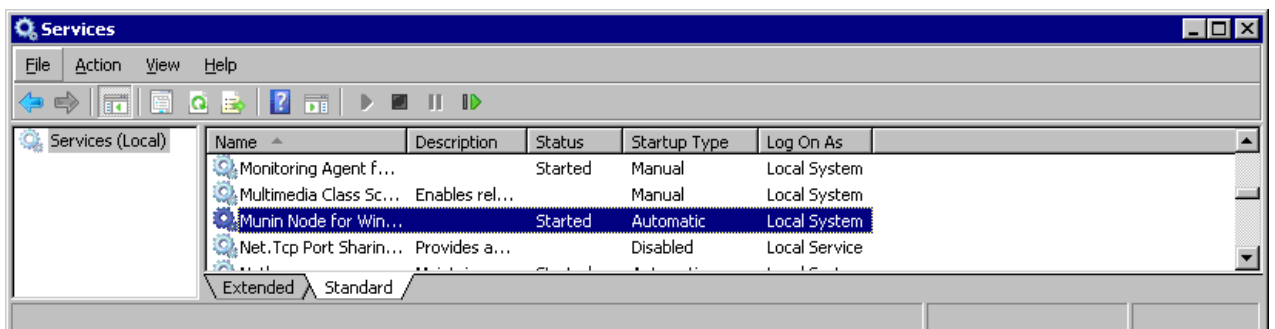 Services
File Action View Help
Services (Local)
Name Description Status Startup Type Log On As
Monitoring Agent f... Started Manual Local System
Multimedia Class Sc... Enables rel... Manual Local System
Munin Node for Win... Started Automatic Local System
Net.Tcp Port Sharin... Provides a... Disabled Local Service
Extended Standard